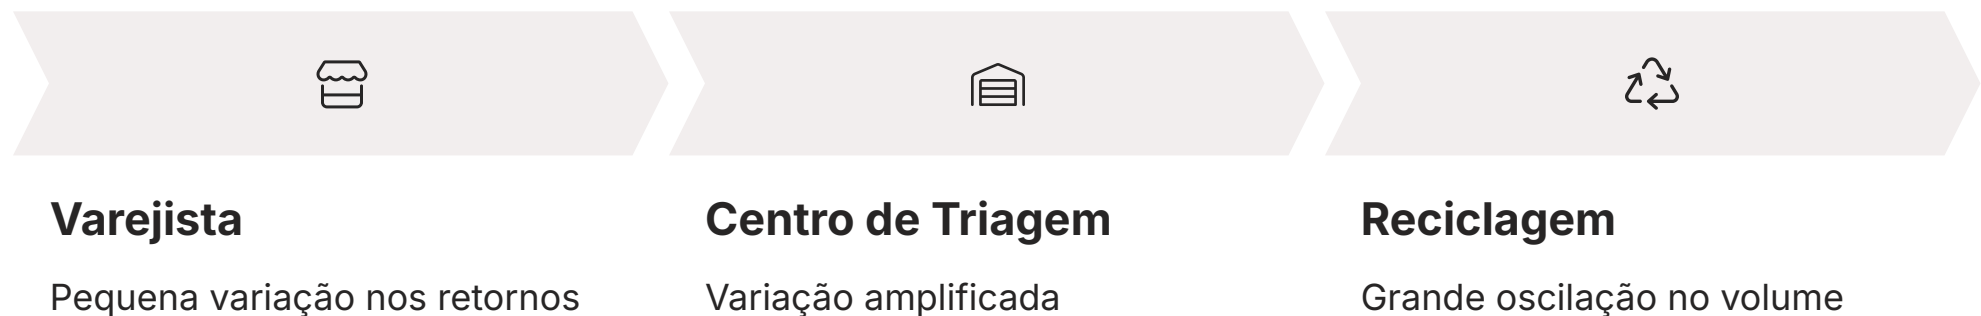 Varejista
Centro de Triagem
Reciclagem
Pequena variação nos retornos
Variação amplificada
Grande oscilação no volume